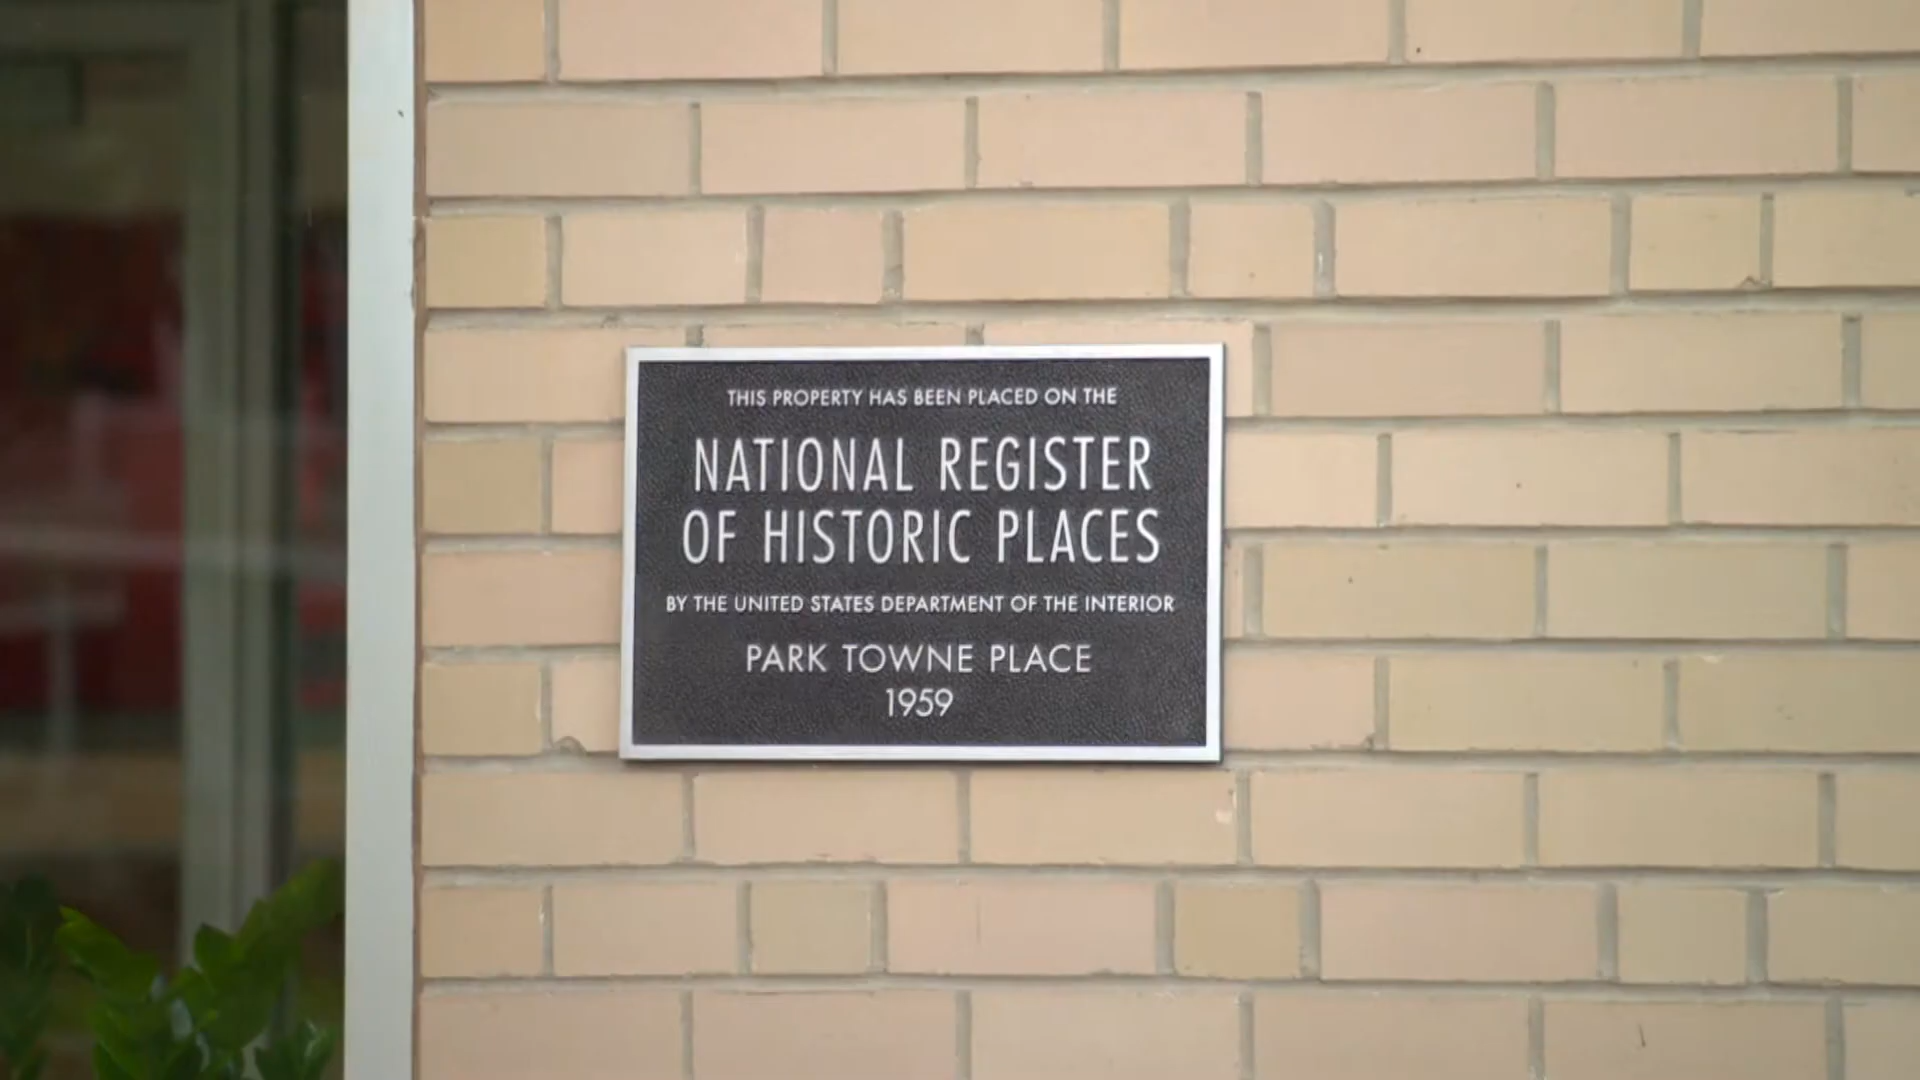 THIS PROPERTY HAS BEEN PLACED ON THE
NATIONAL REGISTER
OF HISTORIC PLACES
BY THE UNITED STATES DEPARTMENT OF THE INTERIOR
PARK TOWNE PLACE
1959